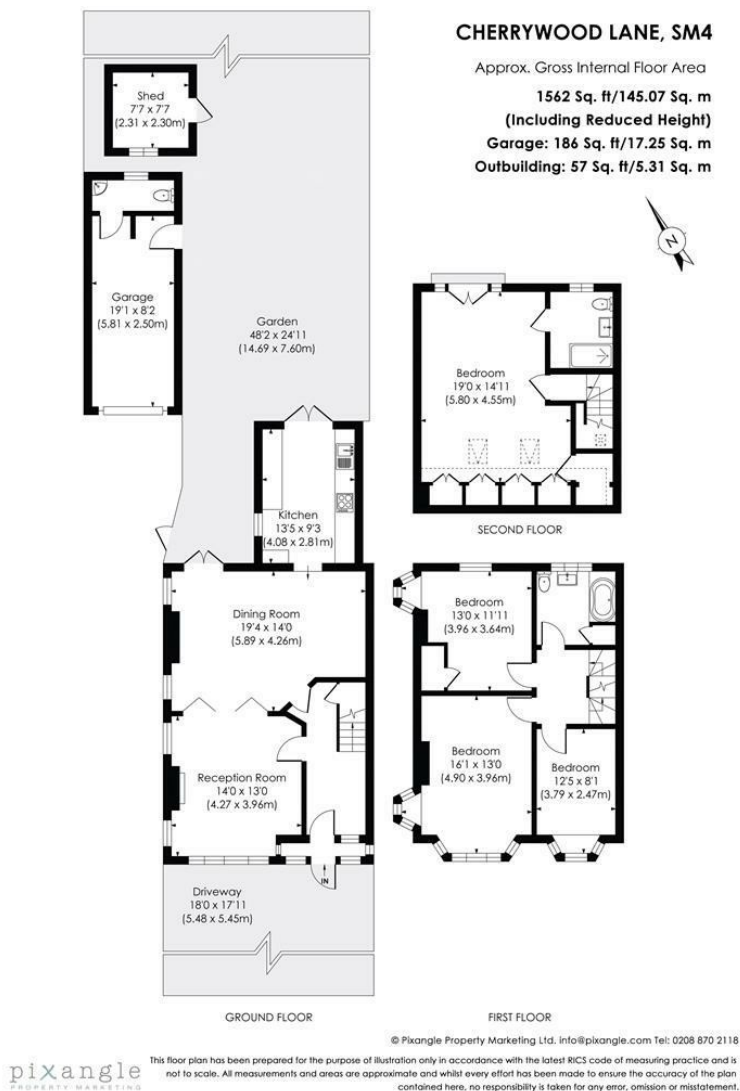 CHERRYWOOD LANE, SM4
Approx. Gross Internal Floor Area
1562 Sq. ft/145.07 Sq. m
(Including Reduced Height)
Garage: 186 Sq. ft/17.25 Sq. m
Outbuilding: 57 Sq. ft/5.31 Sq. m
N
Shed
7'7 x 7'7
(2.31 x 2.30m)
Garage
19'1 x 8'2
(5.81 x 2.50m)
Garden
48'2 x 24'11
(14.69 x 7.60m)
Bedroom
19'0 x 14'11
(5.80 x 4.55m)
SECOND FLOOR
Kitchen
13'5 x 9'3
(4.08 x 2.81m)
Dining Room
19'4 x 14'0
(5.89 x 4.26m)
Bedroom
13'0 x 11'11
(3.96 x 3.64m)
Reception Room
14'0 x 13'0
(4.27 x 3.96m)
Bedroom
16'1 x 13'0
(4.90 x 3.96m)
Bedroom
12'5 x 8'1
(3.79 x 2.47m)
IN
Driveway
18'0 x 17'11
(5.48 x 5.45m)
GROUND FLOOR
FIRST FLOOR
© Pixangle Property Marketing Ltd. info@pixangle.com Tel: 0208 870 2118
pixangle
PROPERTY MARKETING
This floor plan has been prepared for the purpose of illustration only in accordance with the latest RICS code of measuring practice and is
not to scale. All measurements and areas are approximate and whilst every effort has been made to ensure the accuracy of the plan
contained here, no responsibility is taken for any error, omission or misstatement.